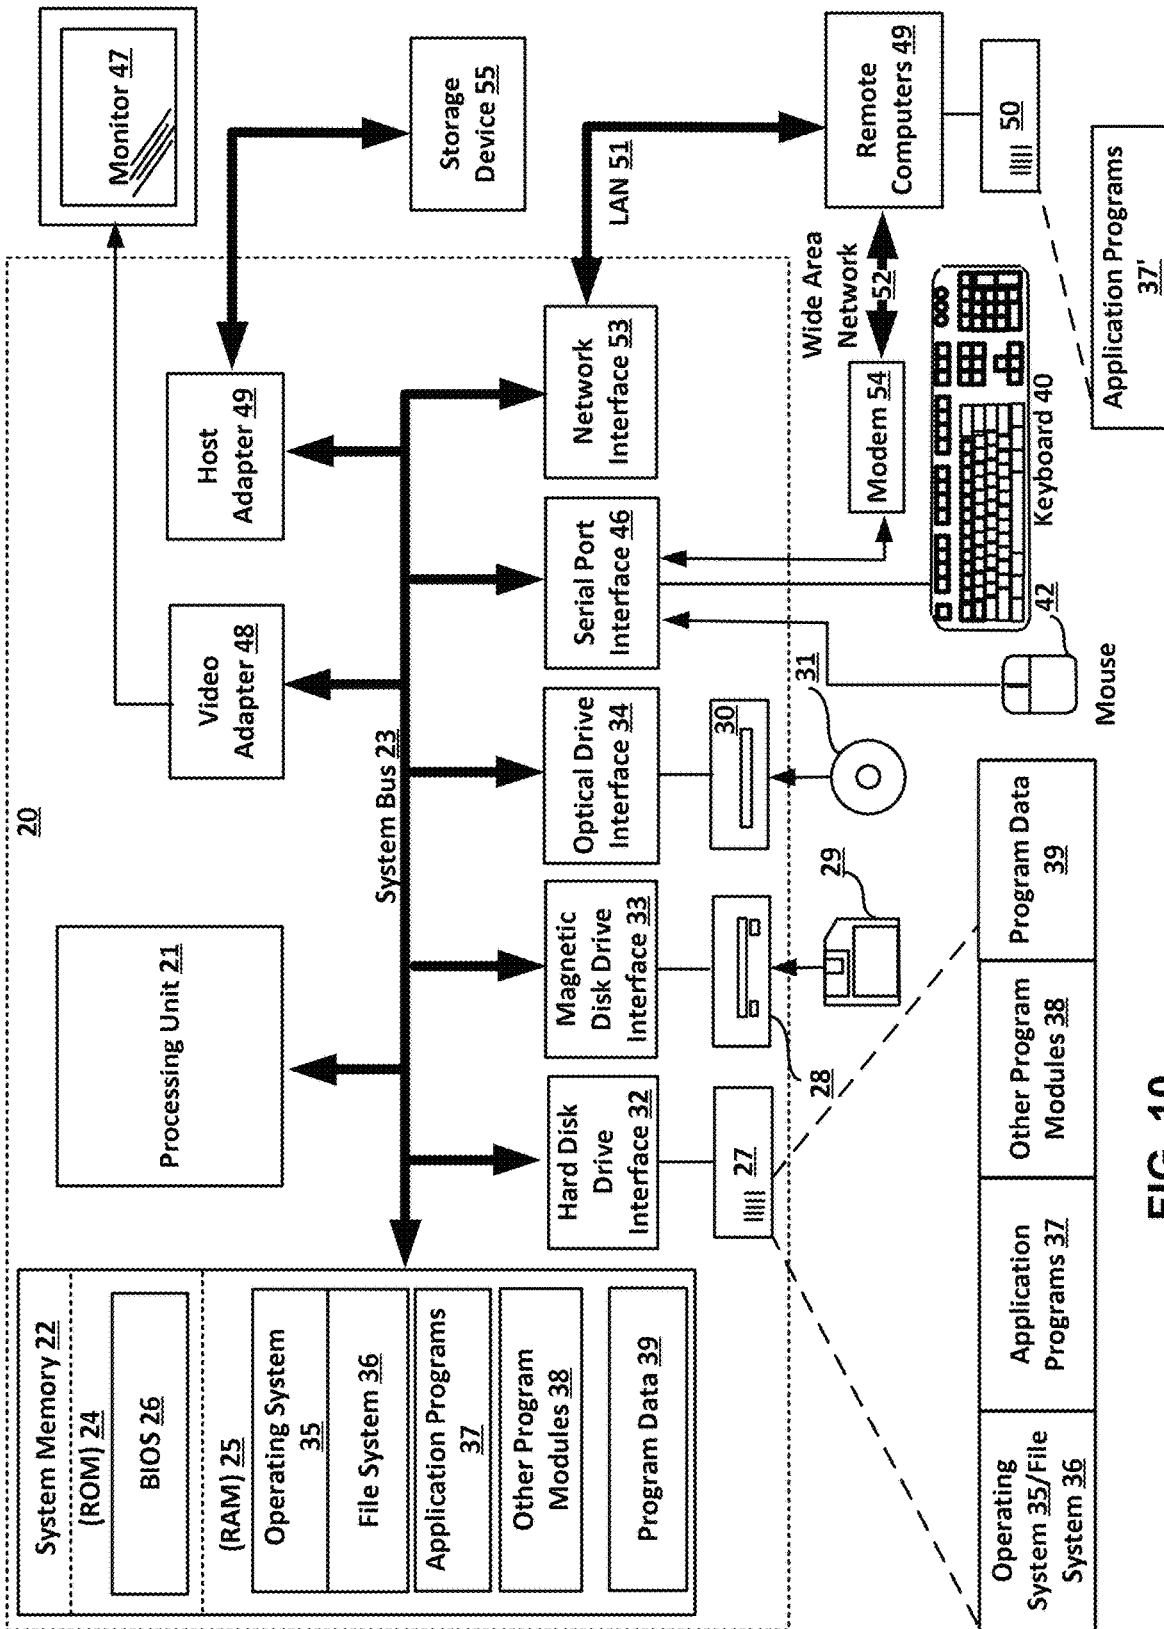 20
System Memory 22
(ROM) 24
BIOS 26
(RAM) 25
Operating System
35
File System 36
Application Programs
37
Other Program
Modules 38
Program Data 39
Processing Unit 21
Video
Adapter 48
Host
Adapter 49
Monitor 47
Storage
Device 55
System Bus 23
Hard Disk
Drive
Interface 32
Magnetic
Disk Drive
Interface 33
Optical Drive
Interface 34
Serial Port
Interface 46
Network
Interface 53
LAN 51
27
28
29
30
31
Wide Area
Network
52
Modem 54
Remote
Computers 49
50
Keyboard 40
42
Mouse
Application Programs
37'
Operating
System 35/File
System 36
Application
Programs 37
Other Program
Modules 38
Program Data
39